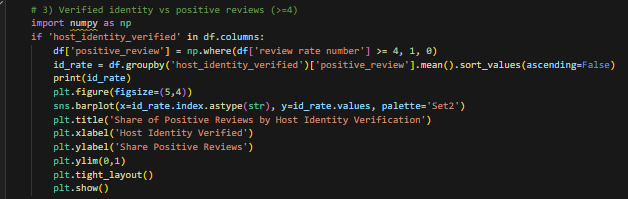 # 3) Verified identity vs positive reviews (>=4)
import numpy as np
if 'host_identity_verified' in df.columns:
    df['positive_review'] = np.where(df['review rate number'] >= 4, 1, 0)
    id_rate = df.groupby('host_identity_verified')['positive_review'].mean().sort_values(ascending=False)
    print(id_rate)
    plt.figure(figsize=(5,4))
    sns.barplot(x=id_rate.index.astype(str), y=id_rate.values, palette='Set2')
    plt.title('Share of Positive Reviews by Host Identity Verification')
    plt.xlabel('Host Identity Verified')
    plt.ylabel('Share Positive Reviews')
    plt.ylim(0,1)
    plt.tight_layout()
    plt.show()